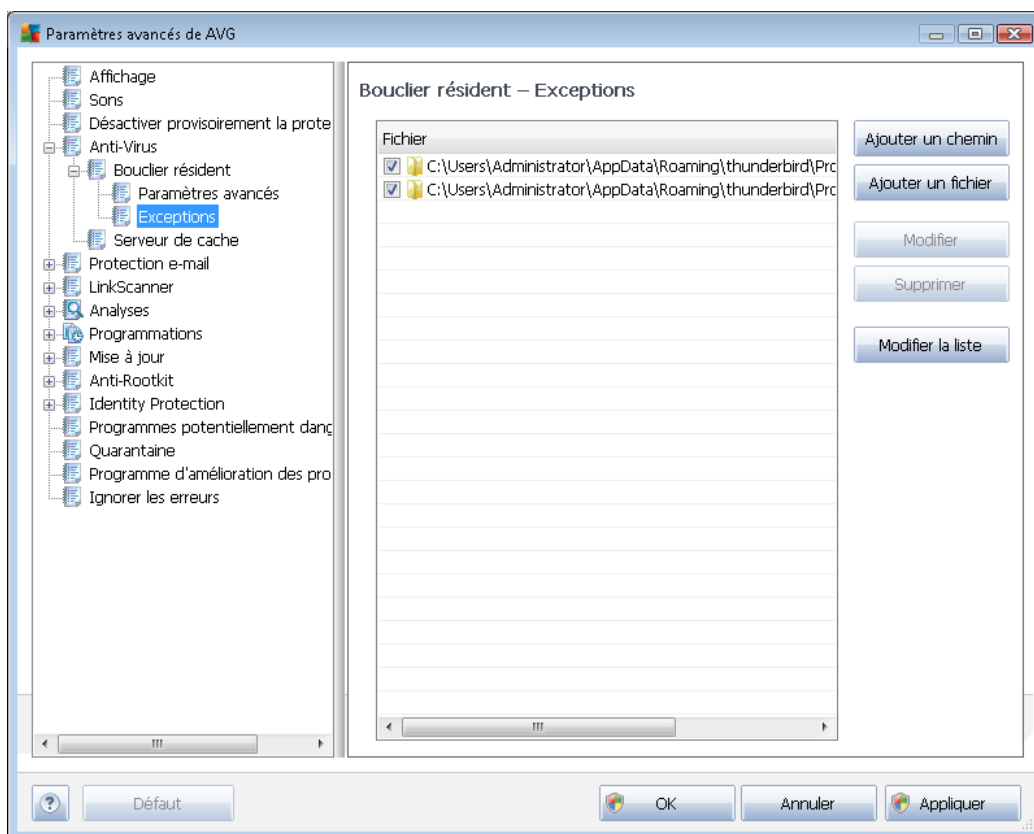 Paramètres avancés de AVG
Affichage
Sons
Désactiver provisoirement la prote
Anti-Virus
Bouclier résident
Paramètres avancés
Exceptions
Serveur de cache
Protection e-mail
LinkScanner
Analyses
Programmations
Mise à jour
Anti-Rootkit
Identity Protection
Programmes potentiellement dang
Quarantaine
Programme d'amélioration des pro
Ignorer les erreurs
Bouclier résident – Exceptions
Fichier
C:\Users\Administrator\AppData\Roaming\thunderbird\Prc
C:\Users\Administrator\AppData\Roaming\thunderbird\Prc
Ajouter un chemin
Ajouter un fichier
Modifier
Supprimer
Modifier la liste
?
Défaut
OK
Annuler
Appliquer